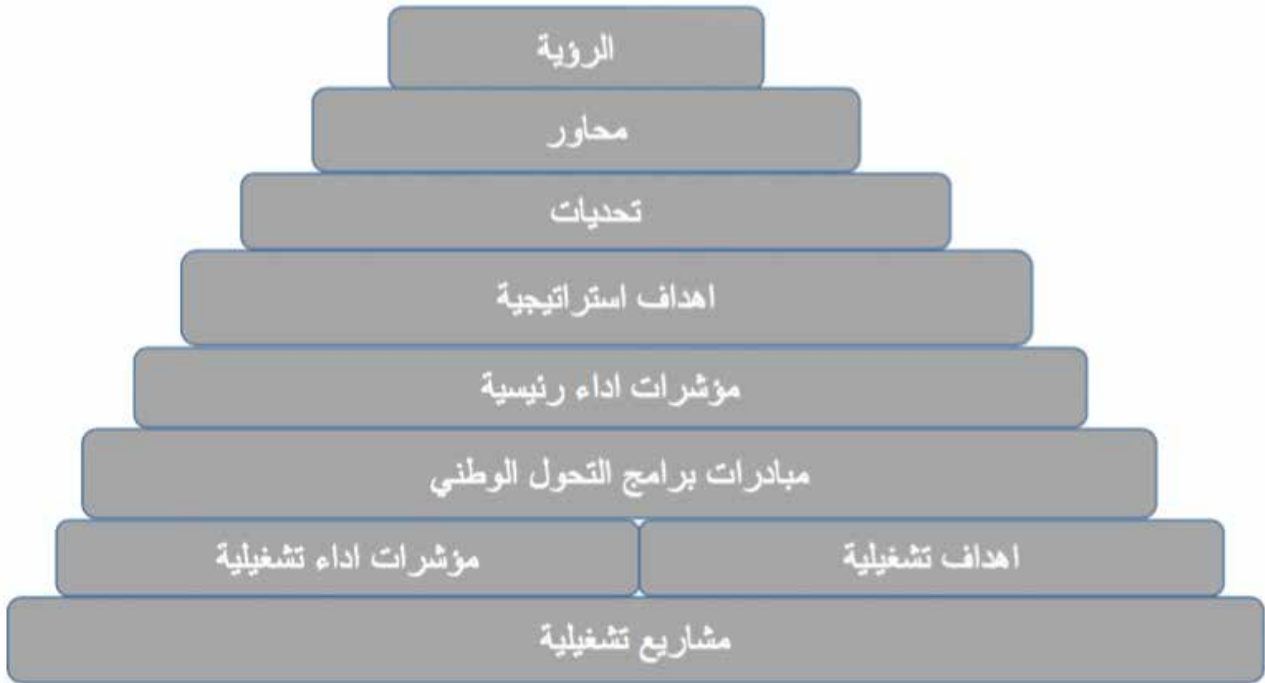 الرؤية
محاور
تحديات
اهداف استراتيجية
مؤشرات اداء رئيسية
مبادرات برامج التحول الوطني
اهداف تشغيلية
مؤشرات اداء تشغيلية
مشاريع تشغيلية